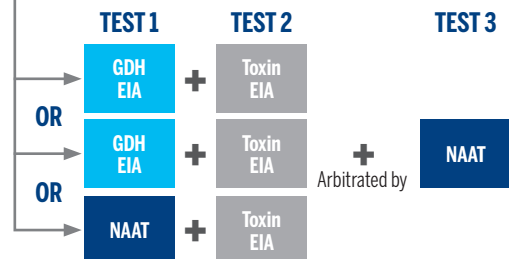 TEST 1 TEST 2 TEST 3
GDH
EIA
+
Toxin
EIA
OR
GDH
EIA
+
Toxin
EIA
+
Arbitrated by
NAAT
OR
NAAT
+
Toxin
EIA